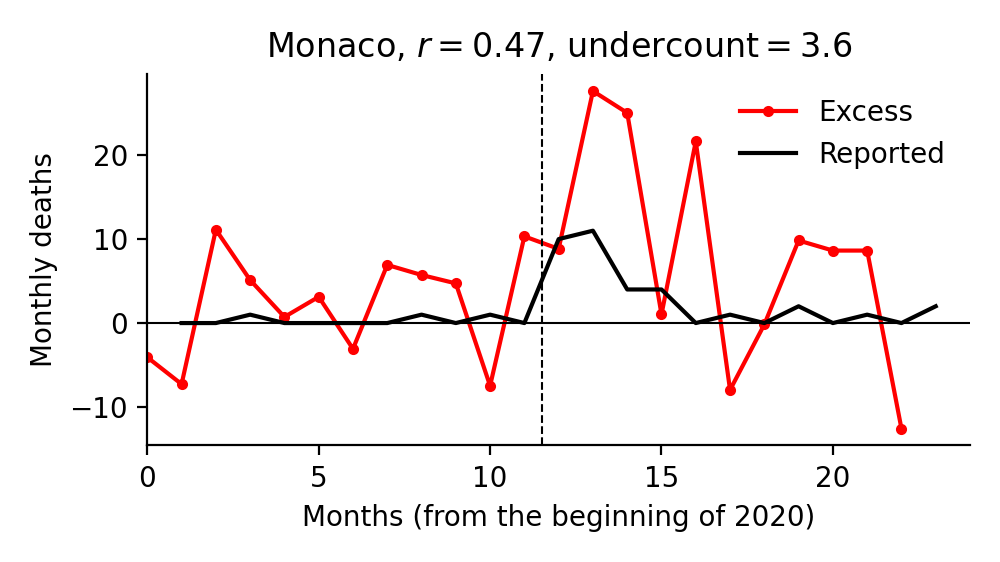 Monaco, r = 0.47, undercount = 3.6
Excess
Reported
Monthly deaths
20
10
0
−10
0 5 10 15 20
Months (from the beginning of 2020)